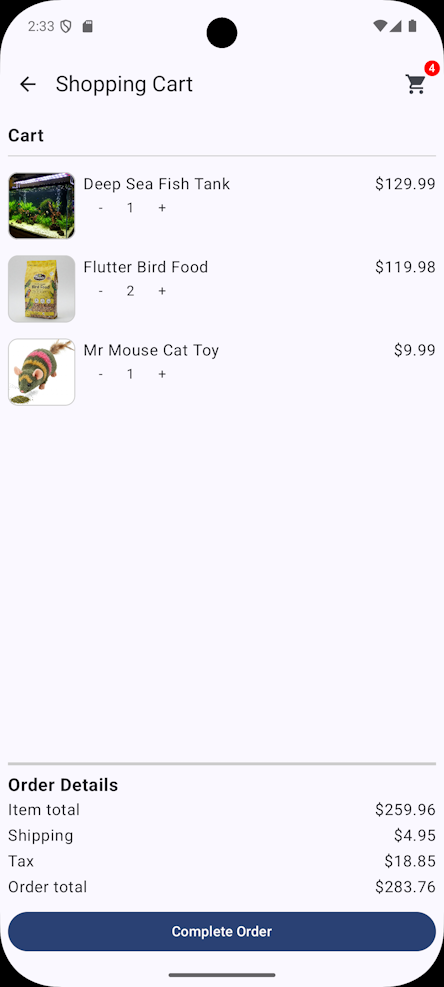 2:33
Shopping Cart
4
Cart
Deep Sea Fish Tank $129.99
- 1 +
Flutter Bird Food $119.98
- 2 +
Mr Mouse Cat Toy $9.99
- 1 +
Order Details
Item total $259.96
Shipping $4.95
Tax $18.85
Order total $283.76
Complete Order